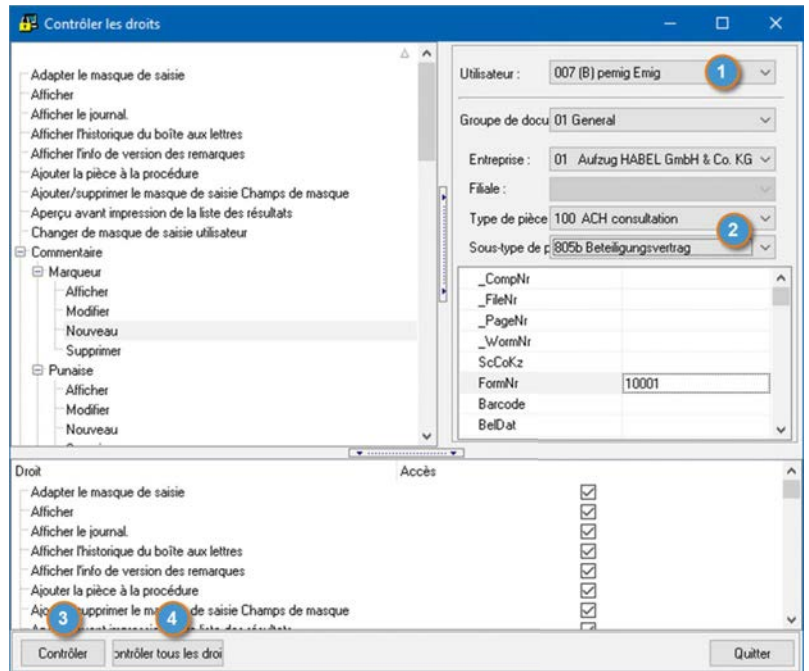 Contrôler les droits
Adapter le masque de saisie
Afficher
Afficher le journal.
Afficher l'historique du boîte aux lettres
Afficher l'info de version des remarques
Ajouter la pièce à la procédure
Ajouter/supprimer le masque de saisie Champs de masque
Aperçu avant impression de la liste des résultats
Changer de masque de saisie utilisateur
Commentaire
Marqueur
Afficher
Modifier
Nouveau
Supprimer
Punaise
Afficher
Modifier
Nouveau
Utilisateur : 007 (B) pemig Emig 1
Groupe de docu 01 General
Entreprise : 01 Aufzug HABEL GmbH & Co. KG
Filiale :
Type de pièce 100 ACH consultation
2
Sous-type de p 805b Beteiligungsvertrag
_CompNr
_FileNr
_PageNr
_WormNr
ScCoKz
FormNr 10001
Barcode
BelDat
Droit Accès
Adapter le masque de saisie
Afficher
Afficher le journal.
Afficher l'historique du boîte aux lettres
Afficher l'info de version des remarques
Ajouter la pièce à la procédure
supprimer le de saisie Champs de masque
3 4
Contrôler ontrôler tous les droi Quitter